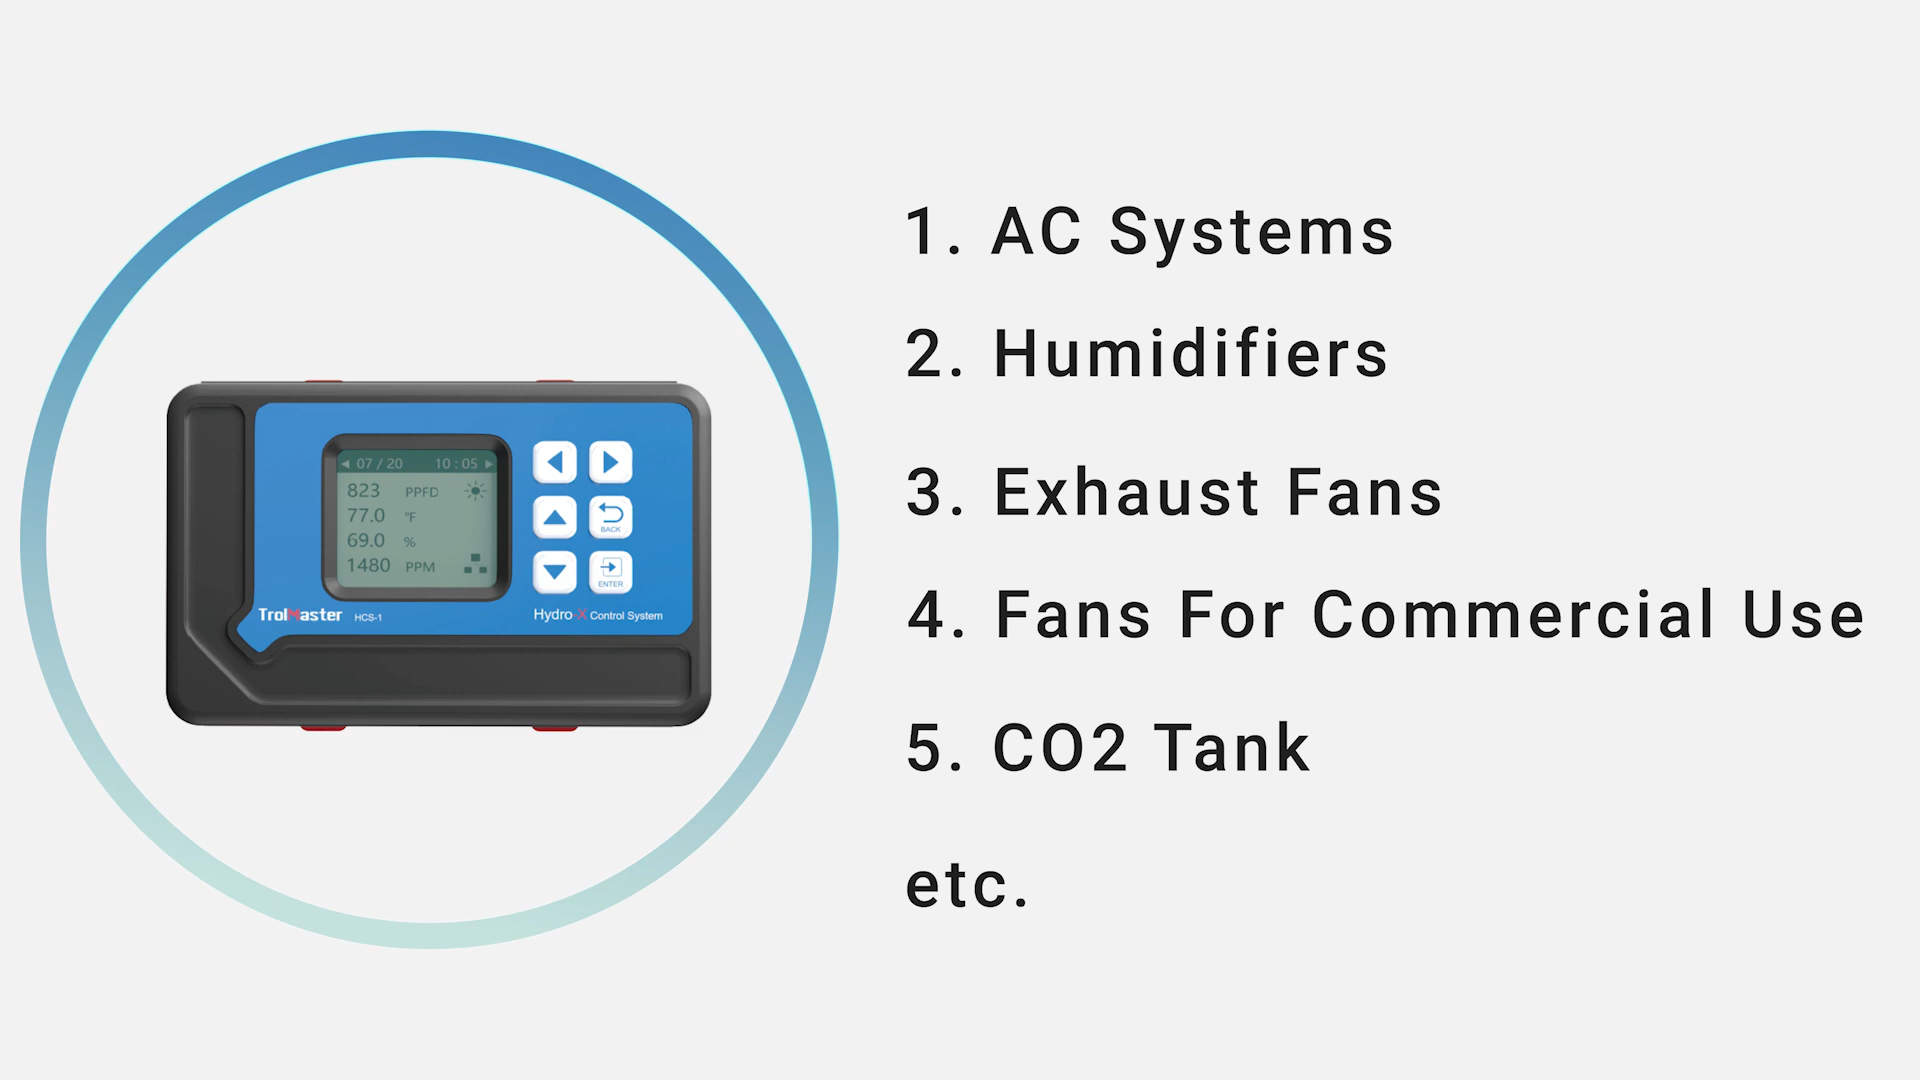 07 / 20 10 : 05
823 PPFD
77.0 °F
69.0 %
1480 PPM
BACK
ENTER
TrolMaster HCS-1
Hydro-X Control System
1. AC Systems
2. Humidifiers
3. Exhaust Fans
4. Fans For Commercial Use
5. CO2 Tank
etc.